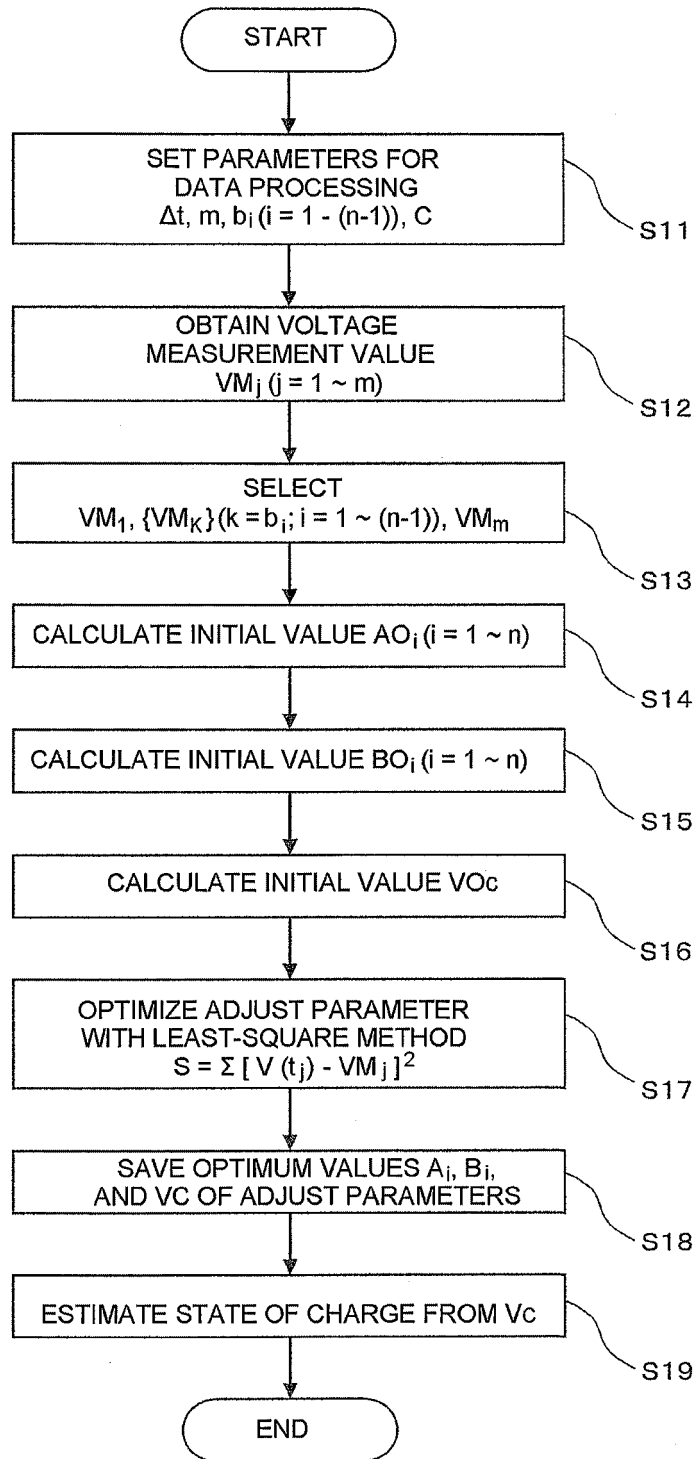 START
SET PARAMETERS FOR
DATA PROCESSING
Δt, m, bᵢ (i = 1 - (n-1)), C
S11
OBTAIN VOLTAGE
MEASUREMENT VALUE
VMⱼ (j = 1 ~ m)
S12
SELECT
VM₁, {VM_K} (k = bᵢ; i = 1 ~ (n-1)), VMₘ
S13
CALCULATE INITIAL VALUE AOᵢ (i = 1 ~ n)
S14
CALCULATE INITIAL VALUE BOᵢ (i = 1 ~ n)
S15
CALCULATE INITIAL VALUE VOc
S16
OPTIMIZE ADJUST PARAMETER
WITH LEAST-SQUARE METHOD
S = Σ [ V (tⱼ) - VMⱼ ]²
S17
SAVE OPTIMUM VALUES Aᵢ, Bᵢ,
AND VC OF ADJUST PARAMETERS
S18
ESTIMATE STATE OF CHARGE FROM Vc
S19
END